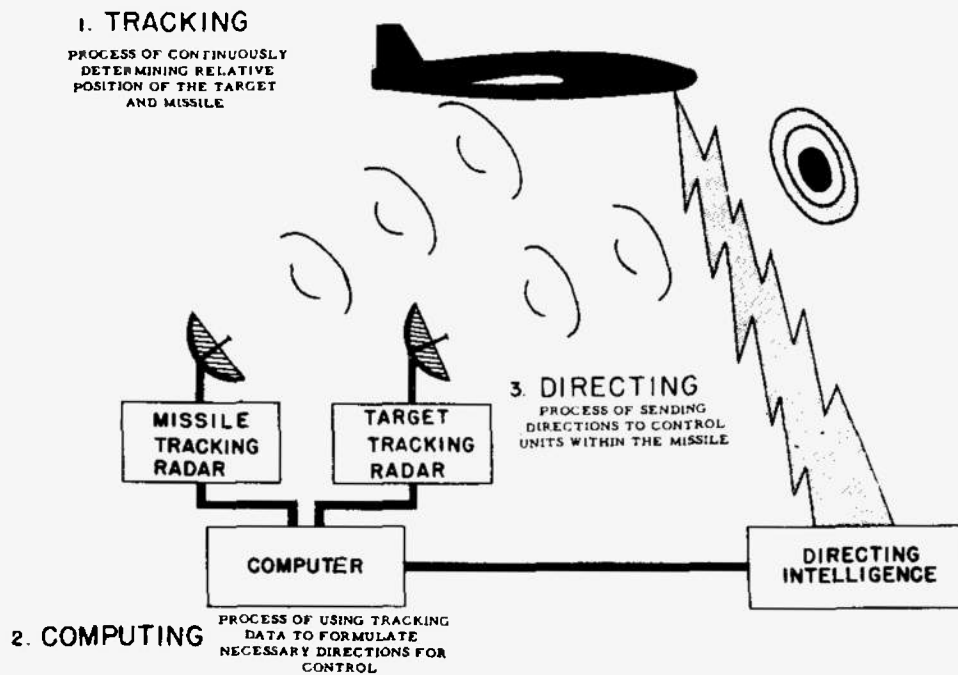 1. TRACKING
PROCESS OF CONTINUOUSLY
DETERMINING RELATIVE
POSITION OF THE TARGET
AND MISSILE
3. DIRECTING
PROCESS OF SENDING
DIRECTIONS TO CONTROL
UNITS WITHIN THE MISSILE
MISSILE
TRACKING
RADAR
TARGET
TRACKING
RADAR
COMPUTER
DIRECTING
INTELLIGENCE
2. COMPUTING
PROCESS OF USING TRACKING
DATA TO FORMULATE
NECESSARY DIRECTIONS FOR
CONTROL